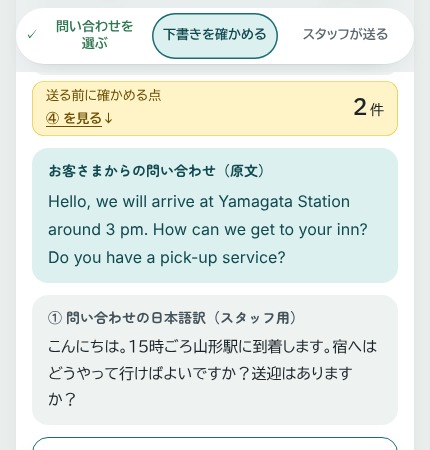 ✓ 問い合わせを
選ぶ
下書きを確かめる
スタッフが送る
送る前に確かめる点
④ を見る↓
2件
お客さまからの問い合わせ（原文）
Hello, we will arrive at Yamagata Station
around 3 pm. How can we get to your inn?
Do you have a pick-up service?
① 問い合わせの日本語訳（スタッフ用）
こんにちは。15時ごろ山形駅に到着します。宿へは
どうやって行けばよいですか？送迎はあります
か？